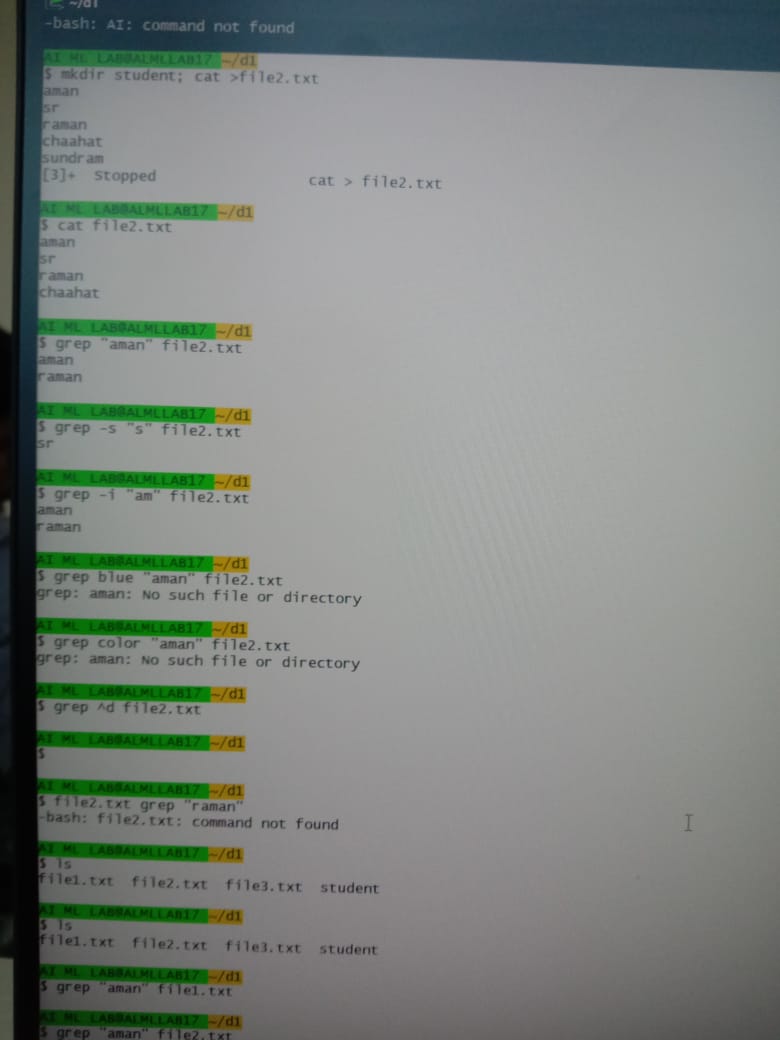 ~/d1
-bash: AI: command not found
AI ML LAB@ALMLLAB17 ~/d1
$ mkdir student; cat >file2.txt
aman
sr
raman
chaahat
sundram
[3]+ Stopped cat > file2.txt
AI ML LAB@ALMLLAB17 ~/d1
$ cat file2.txt
aman
sr
raman
chaahat
AI ML LAB@ALMLLAB17 ~/d1
$ grep "aman" file2.txt
aman
raman
AI ML LAB@ALMLLAB17 ~/d1
$ grep -s "s" file2.txt
sr
AI ML LAB@ALMLLAB17 ~/d1
$ grep -i "am" file2.txt
aman
raman
AI ML LAB@ALMLLAB17 ~/d1
$ grep blue "aman" file2.txt
grep: aman: No such file or directory
AI ML LAB@ALMLLAB17 ~/d1
$ grep color "aman" file2.txt
grep: aman: No such file or directory
AI ML LAB@ALMLLAB17 ~/d1
$ grep ^d file2.txt
AI ML LAB@ALMLLAB17 ~/d1
$
AI ML LAB@ALMLLAB17 ~/d1
$ file2.txt grep "raman"
-bash: file2.txt: command not found
AI ML LAB@ALMLLAB17 ~/d1
$ ls
file1.txt file2.txt file3.txt student
AI ML LAB@ALMLLAB17 ~/d1
$ ls
file1.txt file2.txt file3.txt student
AI ML LAB@ALMLLAB17 ~/d1
$ grep "aman" file1.txt
AI ML LAB@ALMLLAB17 ~/d1
$ grep "aman" file2.txt